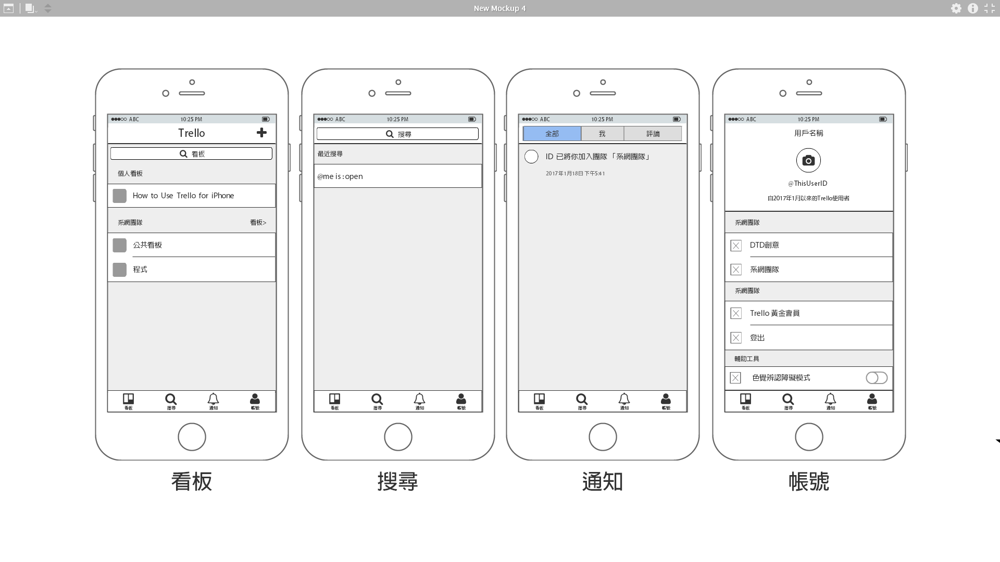 New Mockup 4
ABC 10:25 PM
Trello
看板
個人看板
How to Use Trello for iPhone
系網團隊 看板>
公共看板
程式
看板 搜尋 通知 帳號
看板
ABC 10:25 PM
搜尋
最近搜尋
@me is:open
看板 搜尋 通知 帳號
搜尋
ABC 10:25 PM
全部 我 評論
ID 已將你加入團隊「系網團隊」
2017年1月18日 下午5:41
看板 搜尋 通知 帳號
通知
ABC 10:25 PM
用戶名稱
@ThisUserID
自2017年1月以來的Trello使用者
系網團隊
DTD創意
系網團隊
系網團隊
Trello 黃金會員
登出
輔助工具
色覺辨認障礙模式
看板 搜尋 通知 帳號
帳號